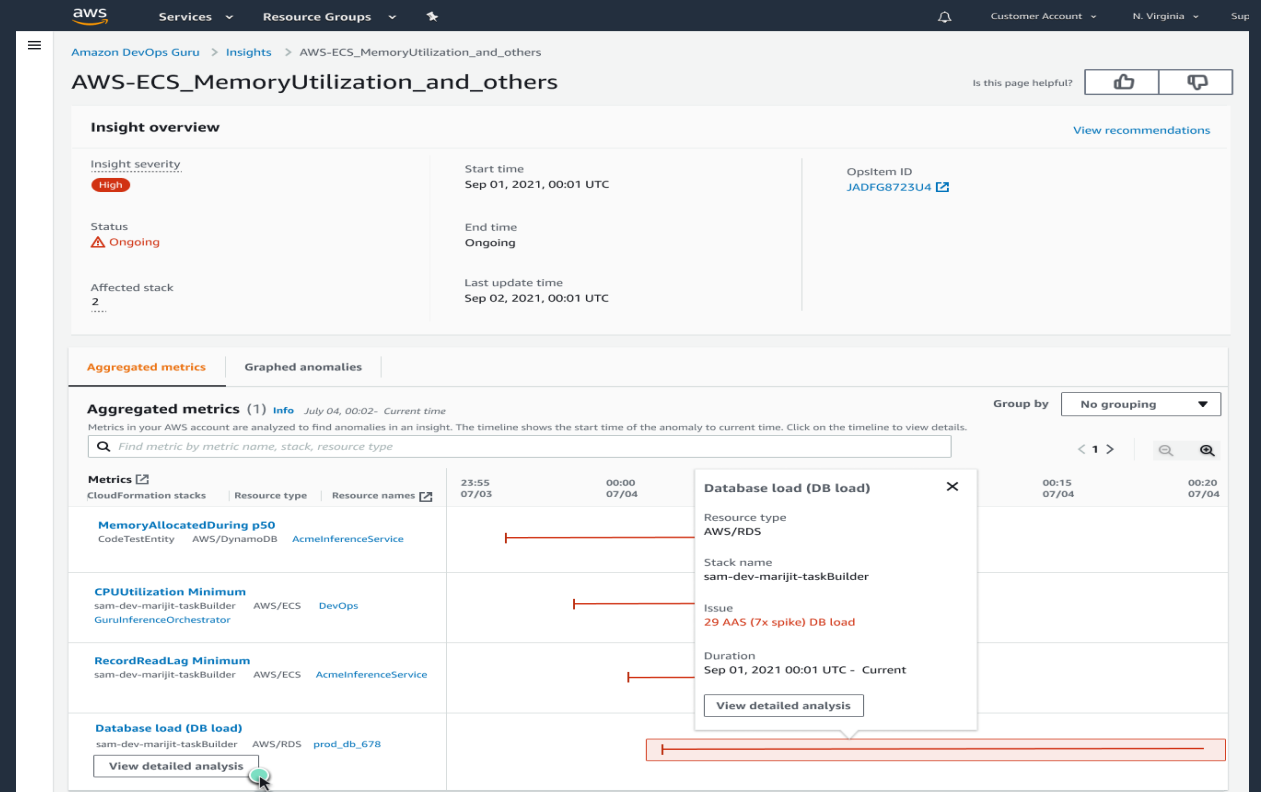 aws Services Resource Groups Customer Account N. Virginia Sup
Amazon DevOps Guru > Insights > AWS-ECS_MemoryUtilization_and_others
AWS-ECS_MemoryUtilization_and_others
Is this page helpful?
Insight overview
View recommendations
Insight severity
High
Status
Ongoing
Affected stack
2
Start time
Sep 01, 2021, 00:01 UTC
End time
Ongoing
Last update time
Sep 02, 2021, 00:01 UTC
OpsItem ID
JADFG8723U4
Aggregated metrics Graphed anomalies
Aggregated metrics (1) Info July 04, 00:02- Current time
Group by No grouping
Metrics in your AWS account are analyzed to find anomalies in an insight. The timeline shows the start time of the anomaly to current time. Click on the timeline to view details.
Find metric by metric name, stack, resource type
< 1 >
Metrics
CloudFormation stacks Resource type Resource names
23:55 00:00 00:15 00:20
07/03 07/04 07/04 07/04
MemoryAllocatedDuring p50
CodeTestEntity AWS/DynamoDB AcmeInferenceService
CPUUtilization Minimum
sam-dev-marijit-taskBuilder AWS/ECS DevOps
GuruInferenceOrchestrator
RecordReadLag Minimum
sam-dev-marijit-taskBuilder AWS/ECS AcmeInferenceService
Database load (DB load)
sam-dev-marijit-taskBuilder AWS/RDS prod_db_678
View detailed analysis
Database load (DB load)
Resource type
AWS/RDS
Stack name
sam-dev-marijit-taskBuilder
Issue
29 AAS (7x spike) DB load
Duration
Sep 01, 2021 00:01 UTC - Current
View detailed analysis